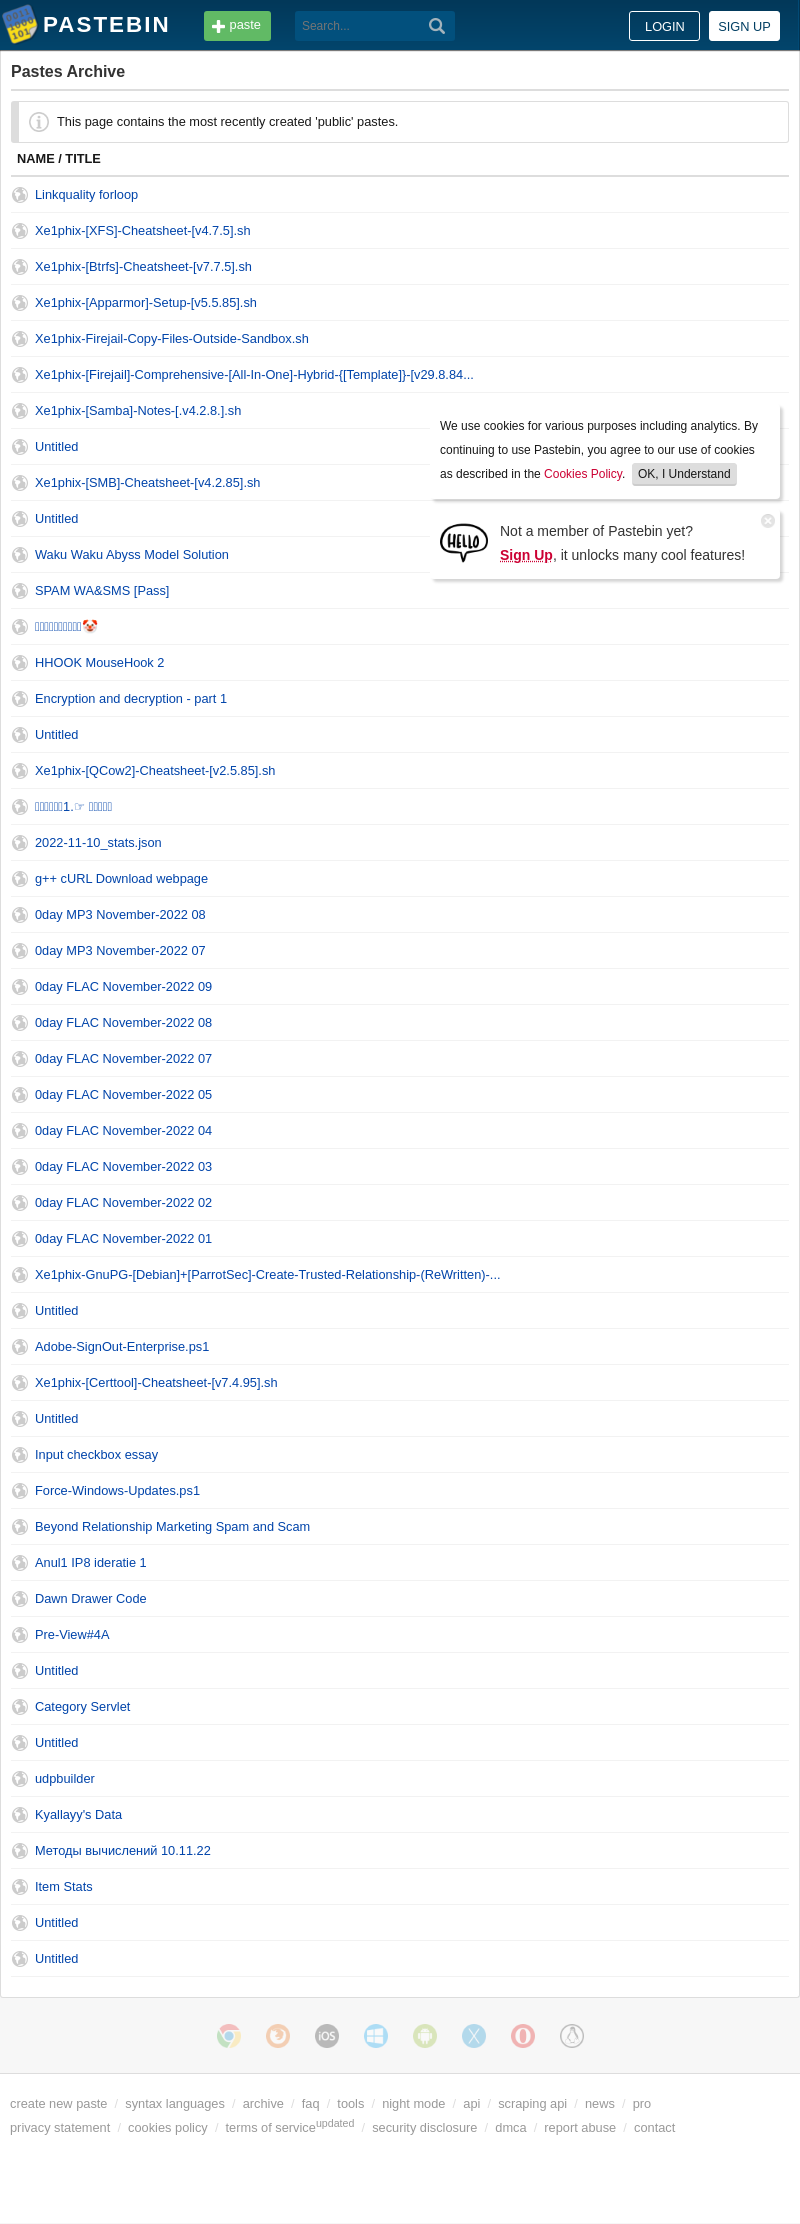 PASTEBIN
paste
Search...
LOGIN
SIGN UP
Pastes Archive
This page contains the most recently created 'public' pastes.
NAME / TITLE
Linkquality forloop
Xe1phix-[XFS]-Cheatsheet-[v4.7.5].sh
Xe1phix-[Btrfs]-Cheatsheet-[v7.7.5].sh
Xe1phix-[Apparmor]-Setup-[v5.5.85].sh
Xe1phix-Firejail-Copy-Files-Outside-Sandbox.sh
Xe1phix-[Firejail]-Comprehensive-[All-In-One]-Hybrid-{[Template]}-[v29.8.84...
Xe1phix-[Samba]-Notes-[.v4.2.8.].sh
Untitled
Xe1phix-[SMB]-Cheatsheet-[v4.2.85].sh
Untitled
Waku Waku Abyss Model Solution
We use cookies for various purposes including analytics. By
continuing to use Pastebin, you agree to our use of cookies
as described in the Cookies Policy. OK, I Understand
HELLO
Not a member of Pastebin yet?
Sign Up, it unlocks many cool features!
SPAM WA&SMS [Pass]
🤡
HHOOK MouseHook 2
Encryption and decryption - part 1
Untitled
Xe1phix-[QCow2]-Cheatsheet-[v2.5.85].sh
1.☞
2022-11-10_stats.json
g++ cURL Download webpage
0day MP3 November-2022 08
0day MP3 November-2022 07
0day FLAC November-2022 09
0day FLAC November-2022 08
0day FLAC November-2022 07
0day FLAC November-2022 05
0day FLAC November-2022 04
0day FLAC November-2022 03
0day FLAC November-2022 02
0day FLAC November-2022 01
Xe1phix-GnuPG-[Debian]+[ParrotSec]-Create-Trusted-Relationship-(ReWritten)-...
Untitled
Adobe-SignOut-Enterprise.ps1
Xe1phix-[Certtool]-Cheatsheet-[v7.4.95].sh
Untitled
Input checkbox essay
Force-Windows-Updates.ps1
Beyond Relationship Marketing Spam and Scam
Anul1 IP8 ideratie 1
Dawn Drawer Code
Pre-View#4A
Untitled
Category Servlet
Untitled
udpbuilder
Kyallayy's Data
Методы вычислений 10.11.22
Item Stats
Untitled
Untitled
iOS
create new paste / syntax languages / archive / faq / tools / night mode / api / scraping api / news / pro
privacy statement / cookies policy / terms of service updated / security disclosure / dmca / report abuse / contact